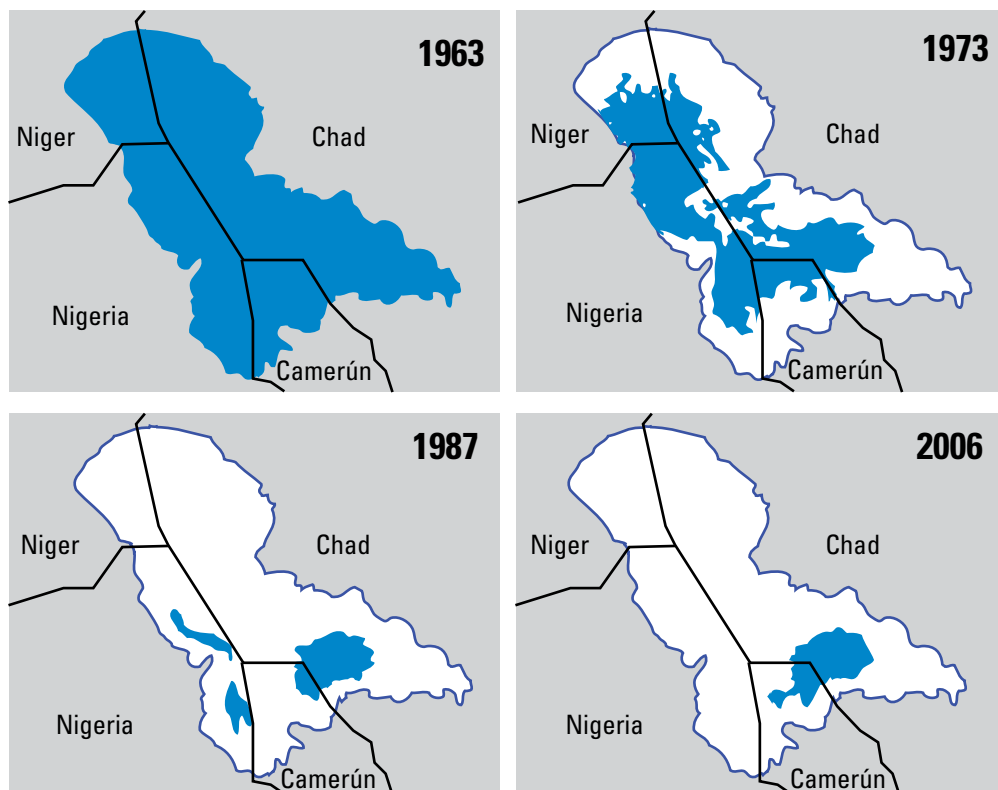 1963
Niger
Chad
Nigeria
Camerún
1973
Niger
Chad
Nigeria
Camerún
1987
Niger
Chad
Nigeria
Camerún
2006
Niger
Chad
Nigeria
Camerún